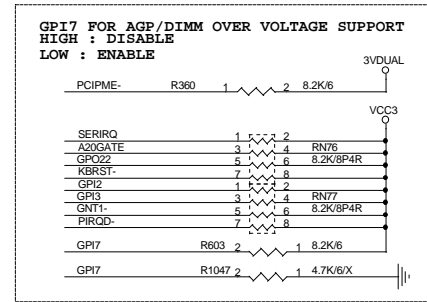 GPI7 FOR AGP/DIMM OVER VOLTAGE SUPPORT
HIGH : DISABLE
LOW : ENABLE
3VDUAL
PCIPME- R360 1 2 8.2K/6
VCC3
SERIRQ 1 2
A20GATE 3 4 RN76
GPO22 5 6 8.2K/8P4R
KBRST- 7 8
GPI2 1 2
GPI3 3 4 RN77
GNT1- 5 6 8.2K/8P4R
PIRQD- 7 8
GPI7 R603 2 1 8.2K/6
GPI7 R1047 2 1 4.7K/6/X